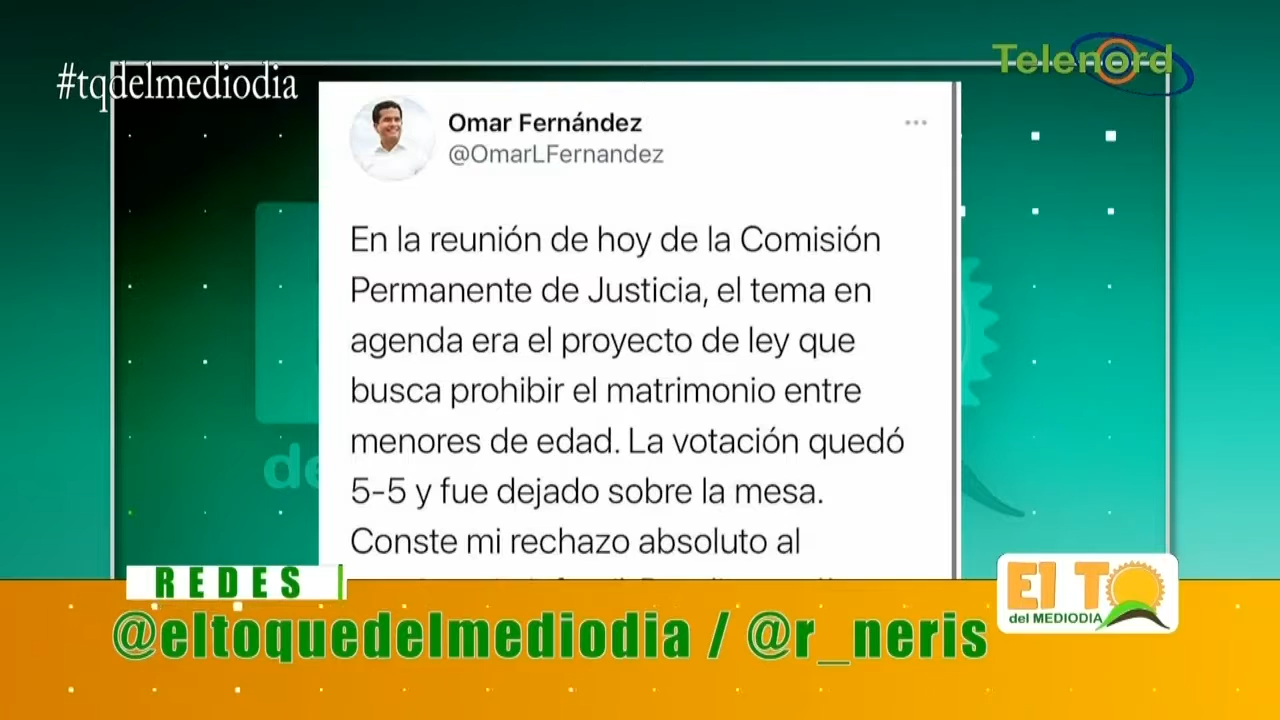 #tqdelmediodia
Telenord
Omar Fernández
@OmarLFernandez
En la reunión de hoy de la Comisión
Permanente de Justicia, el tema en
agenda era el proyecto de ley que
busca prohibir el matrimonio entre
menores de edad. La votación quedó
5-5 y fue dejado sobre la mesa.
Conste mi rechazo absoluto al
de
REDES
@eltoquedelmediodia / @r_neris
El TO
del MEDIODIA